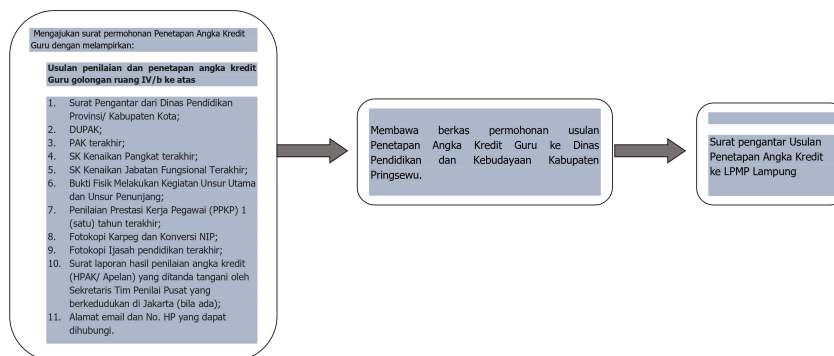 Mengajukan surat permohonan Penetapan Angka Kredit
Guru dengan melampirkan:
Usulan penilaian dan penetapan angka kredit
Guru golongan ruang IV/b ke atas
1. Surat Pengantar dari Dinas Pendidikan
Provinsi/ Kabupaten Kota;
2. DUPAK;
3. PAK terakhir;
4. SK Kenaikan Pangkat terakhir;
5. SK Kenaikan Jabatan Fungsional Terakhir;
6. Bukti Fisik Melakukan Kegiatan Unsur Utama
dan Unsur Penunjang;
7. Penilaian Prestasi Kerja Pegawai (PPKP) 1
(satu) tahun terakhir;
8. Fotokopi Karpeg dan Konversi NIP;
9. Fotokopi Ijasah pendidikan terakhir;
10. Surat laporan hasil penilaian angka kredit
(HPAK/ Apelan) yang ditanda tangani oleh
Sekretaris Tim Penilai Pusat yang
berkedudukan di Jakarta (bila ada);
11. Alamat email dan No. HP yang dapat
dihubungi.
Membawa berkas permohonan usulan
Penetapan Angka Kredit Guru ke Dinas
Pendidikan dan Kebudayaan Kabupaten
Pringsewu.
Surat pengantar Usulan
Penetapan Angka Kredit
ke LPMP Lampung